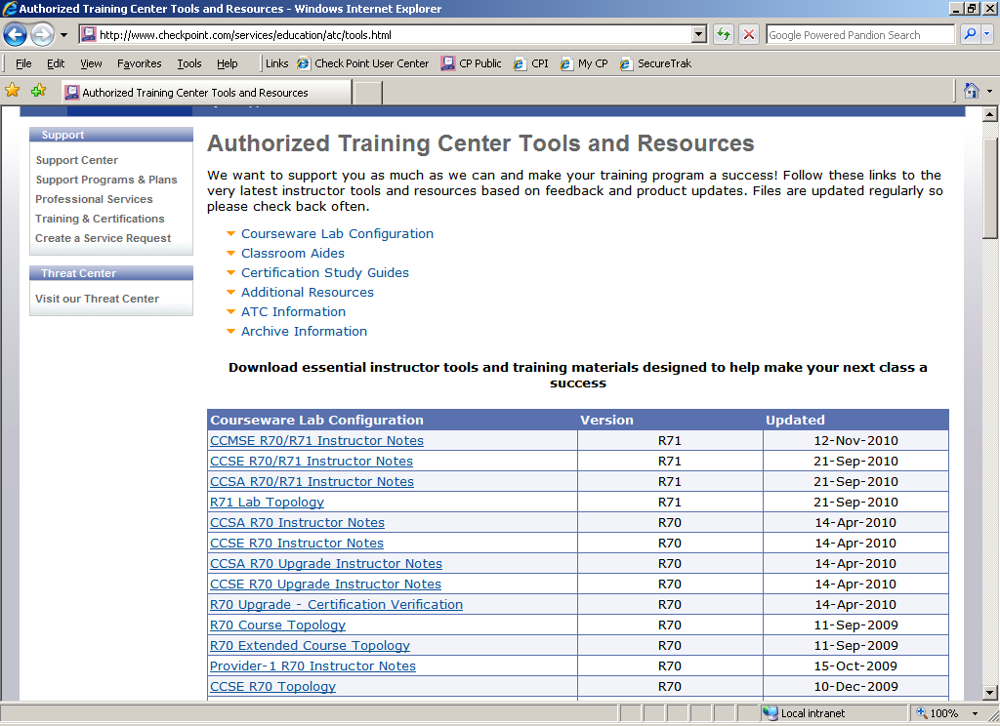 Authorized Training Center Tools and Resources - Windows Internet Explorer
http://www.checkpoint.com/services/education/atc/tools.html
Google Powered Pandion Search
File Edit View Favorites Tools Help Links Check Point User Center CP Public CPI My CP SecureTrak
Authorized Training Center Tools and Resources
Support
Support Center
Support Programs & Plans
Professional Services
Training & Certifications
Create a Service Request
Threat Center
Visit our Threat Center
Authorized Training Center Tools and Resources
We want to support you as much as we can and make your training program a success! Follow these links to the
very latest instructor tools and resources based on feedback and product updates. Files are updated regularly so
please check back often.
Courseware Lab Configuration
Classroom Aides
Certification Study Guides
Additional Resources
ATC Information
Archive Information
Download essential instructor tools and training materials designed to help make your next class a
success
Courseware Lab Configuration Version Updated
CCMSE R70/R71 Instructor Notes R71 12-Nov-2010
CCSE R70/R71 Instructor Notes R71 21-Sep-2010
CCSA R70/R71 Instructor Notes R71 21-Sep-2010
R71 Lab Topology R71 21-Sep-2010
CCSA R70 Instructor Notes R70 14-Apr-2010
CCSE R70 Instructor Notes R70 14-Apr-2010
CCSA R70 Upgrade Instructor Notes R70 14-Apr-2010
CCSE R70 Upgrade Instructor Notes R70 14-Apr-2010
R70 Upgrade - Certification Verification R70 14-Apr-2010
R70 Course Topology R70 11-Sep-2009
R70 Extended Course Topology R70 11-Sep-2009
Provider-1 R70 Instructor Notes R70 15-Oct-2009
CCSE R70 Topology R70 10-Dec-2009
Local intranet 100%